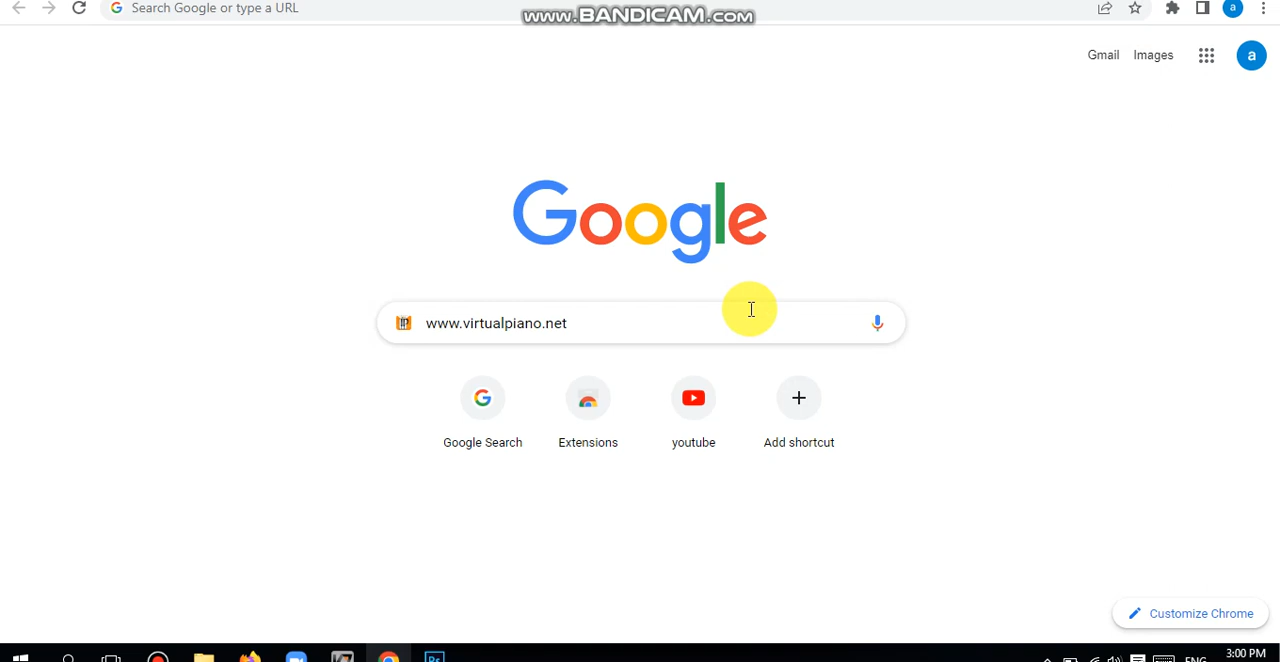 Search Google or type a URL
www.BANDICAM.com
a
Gmail
Images
a
Google
www.virtualpiano.net
Google Search
Extensions
youtube
Add shortcut
Customize Chrome
Ps
ENG
3:00 PM